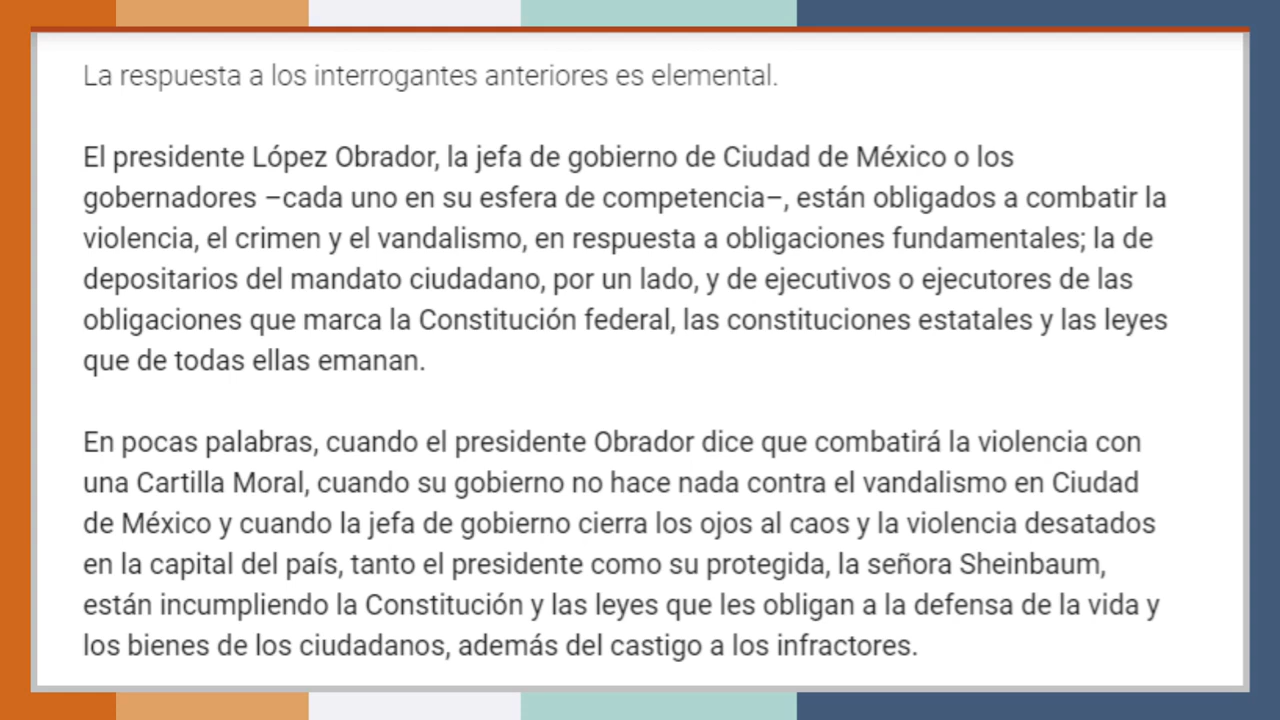 La respuesta a los interrogantes anteriores es elemental.
El presidente López Obrador, la jefa de gobierno de Ciudad de México o los
gobernadores –cada uno en su esfera de competencia–, están obligados a combatir la
violencia, el crimen y el vandalismo, en respuesta a obligaciones fundamentales; la de
depositarios del mandato ciudadano, por un lado, y de ejecutivos o ejecutores de las
obligaciones que marca la Constitución federal, las constituciones estatales y las leyes
que de todas ellas emanan.
En pocas palabras, cuando el presidente Obrador dice que combatirá la violencia con
una Cartilla Moral, cuando su gobierno no hace nada contra el vandalismo en Ciudad
de México y cuando la jefa de gobierno cierra los ojos al caos y la violencia desatados
en la capital del país, tanto el presidente como su protegida, la señora Sheinbaum,
están incumpliendo la Constitución y las leyes que les obligan a la defensa de la vida y
los bienes de los ciudadanos, además del castigo a los infractores.